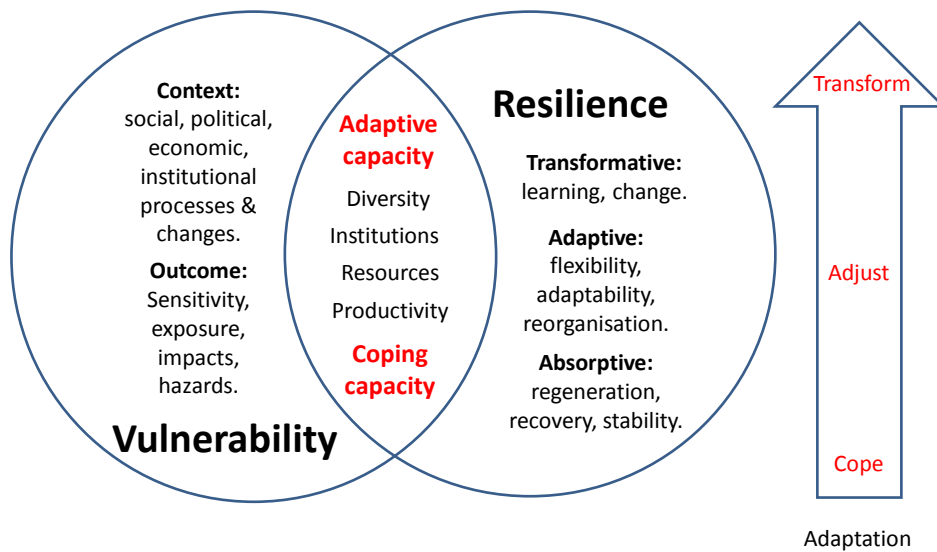 Context:
social, political,
economic,
institutional
processes &
changes.
Outcome:
Sensitivity,
exposure,
impacts,
hazards.
Vulnerability
Adaptive
capacity
Diversity
Institutions
Resources
Productivity
Coping
capacity
Resilience
Transformative:
learning, change.
Adaptive:
flexibility,
adaptability,
reorganisation.
Absorptive:
regeneration,
recovery, stability.
Transform
Adjust
Cope
Adaptation